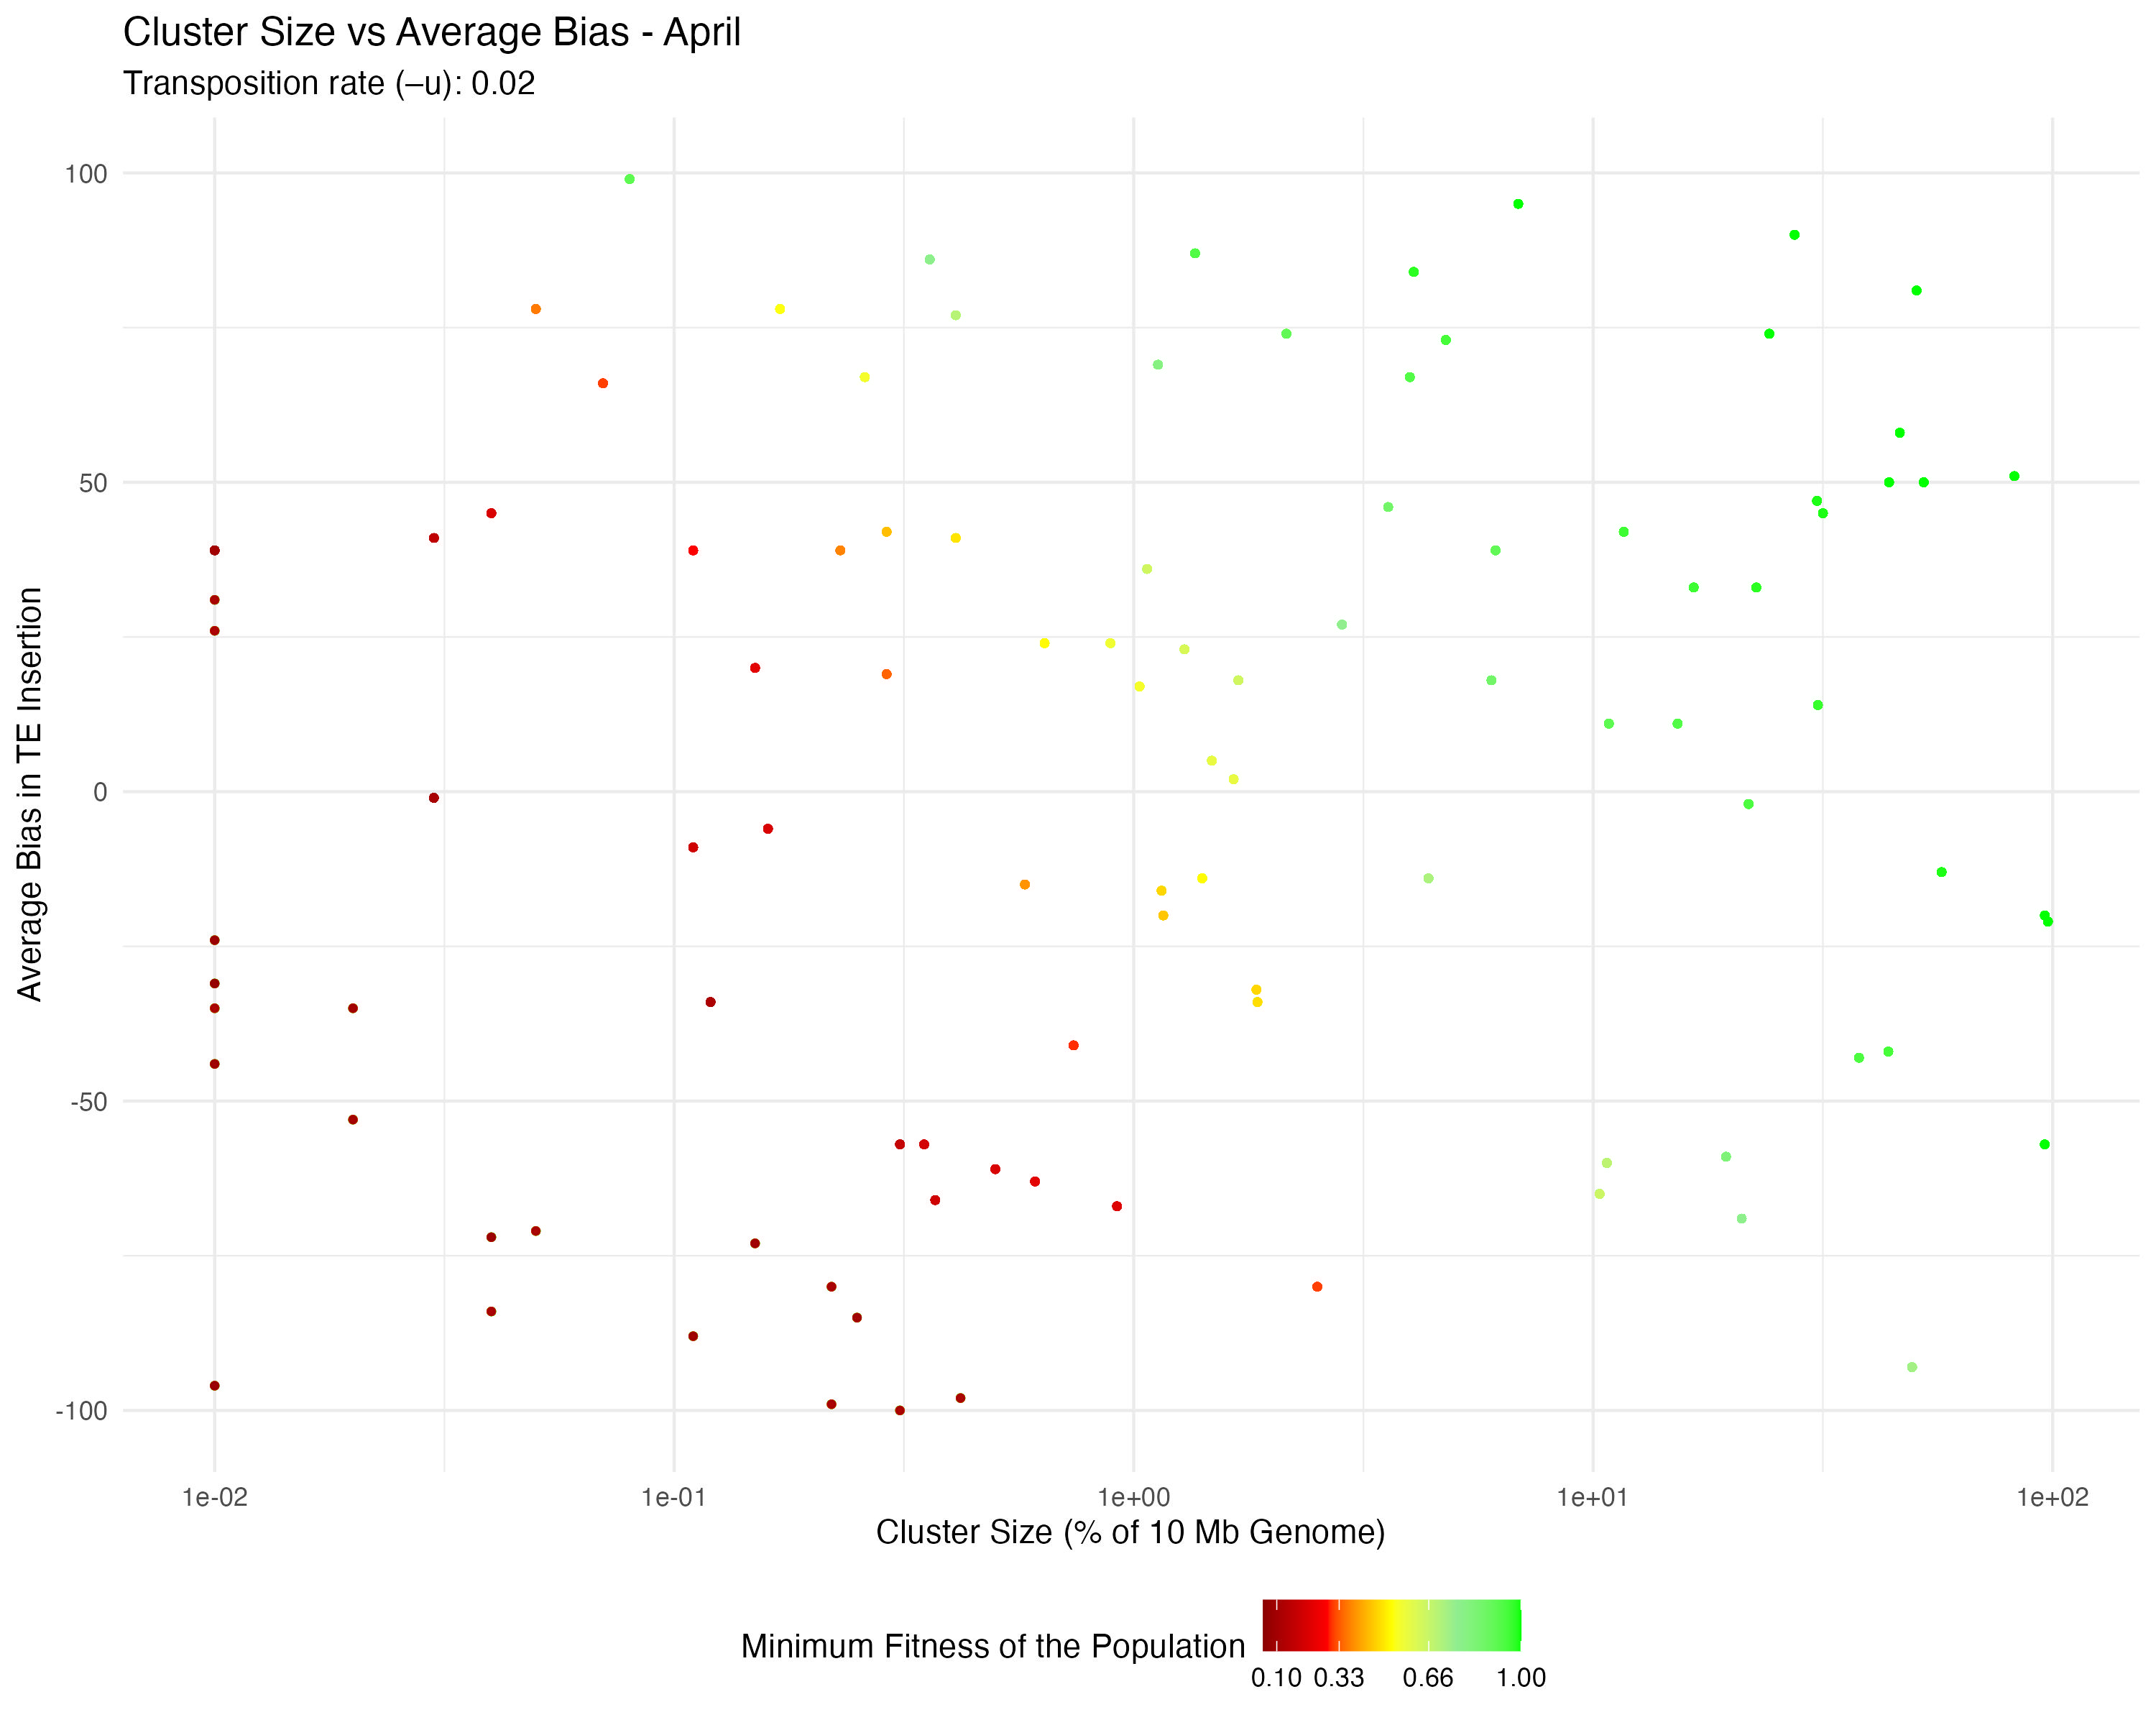 Cluster Size vs Average Bias - April
Transposition rate (–u): 0.02
Average Bias in TE Insertion
100
50
0
-50
-100
1e-02 1e-01 1e+00 1e+01 1e+02
Cluster Size (% of 10 Mb Genome)
Minimum Fitness of the Population
0.10 0.33 0.66 1.00